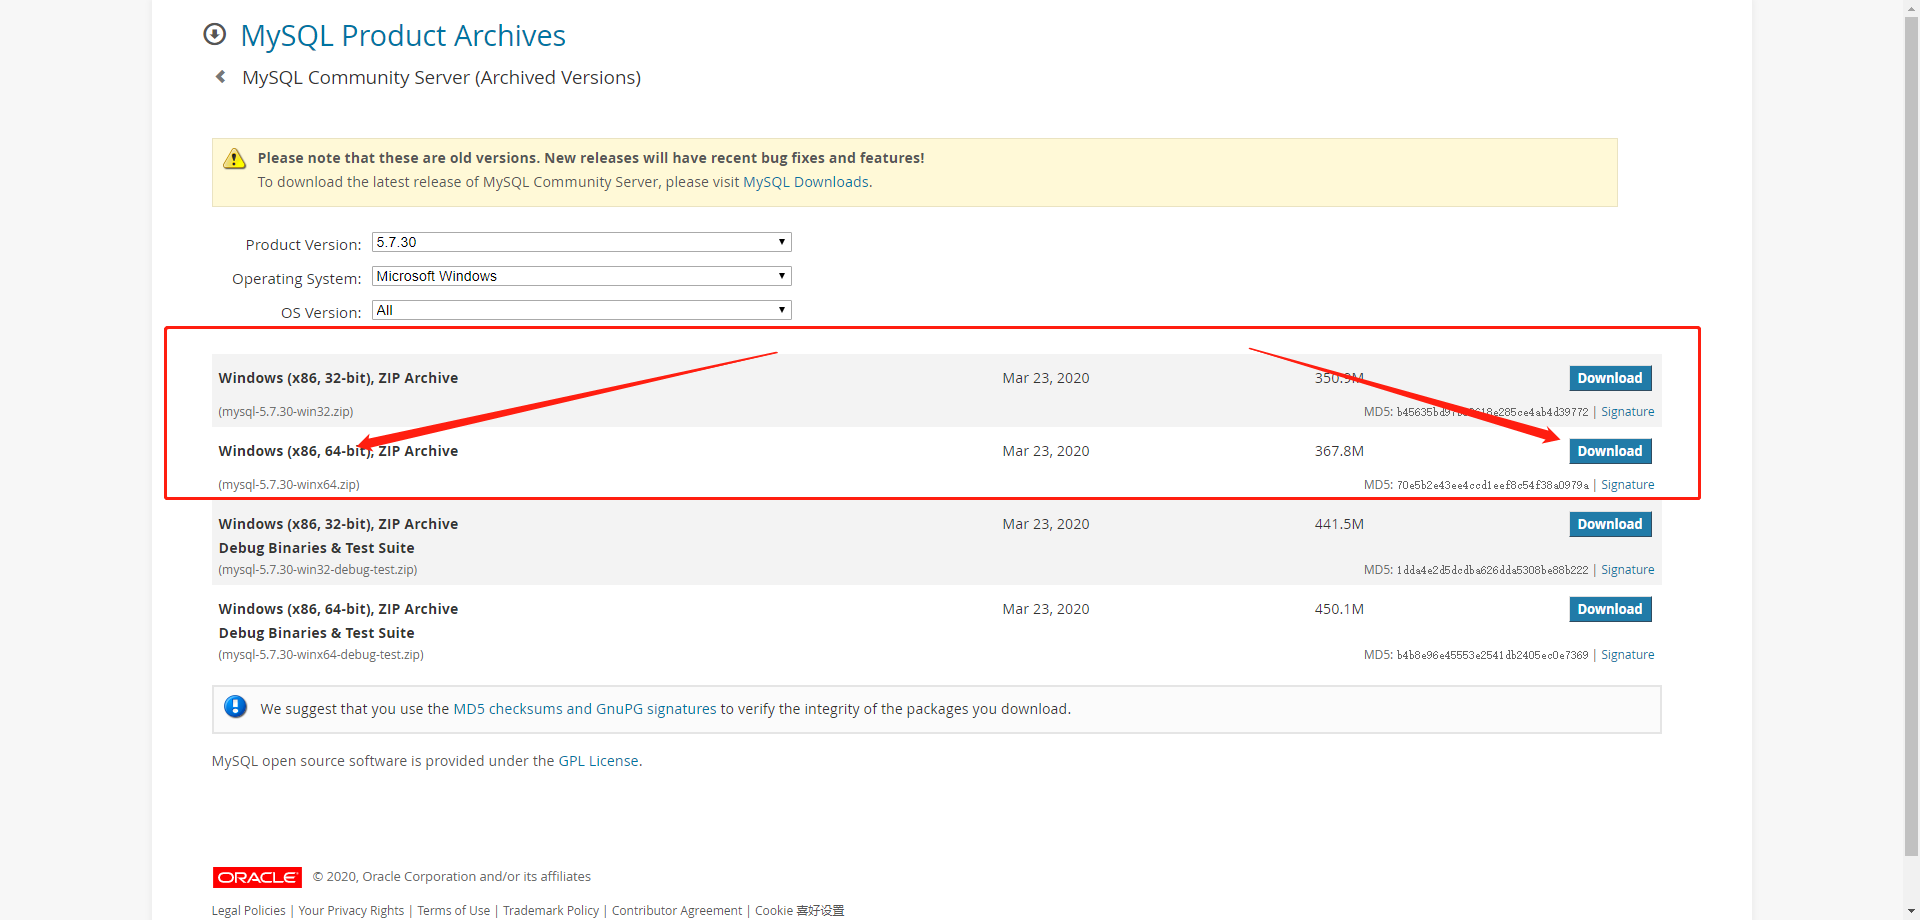 MySQL Product Archives
MySQL Community Server (Archived Versions)
Please note that these are old versions. New releases will have recent bug fixes and features!
To download the latest release of MySQL Community Server, please visit MySQL Downloads.
Product Version: 5.7.30
Operating System: Microsoft Windows
OS Version: All
Windows (x86, 32-bit), ZIP Archive Mar 23, 2020 350.9M Download
(mysql-5.7.30-win32.zip) MD5: | Signature
Windows (x86, 64-bit), ZIP Archive Mar 23, 2020 367.8M Download
(mysql-5.7.30-winx64.zip) MD5: 70e5b2e43ee4ccd1eef8c54f38a0979a | Signature
Windows (x86, 32-bit), ZIP Archive Mar 23, 2020 441.5M Download
Debug Binaries & Test Suite
(mysql-5.7.30-win32-debug-test.zip) MD5: 1dda4e2d5dcdba626dda5308be88b222 | Signature
Windows (x86, 64-bit), ZIP Archive Mar 23, 2020 450.1M Download
Debug Binaries & Test Suite
(mysql-5.7.30-winx64-debug-test.zip) MD5: b4b8e96e45553e2541db2405ec0e7369 | Signature
We suggest that you use the MD5 checksums and GnuPG signatures to verify the integrity of the packages you download.
MySQL open source software is provided under the GPL License.
ORACLE © 2020, Oracle Corporation and/or its affiliates
Legal Policies | Your Privacy Rights | Terms of Use | Trademark Policy | Contributor Agreement | Cookie 喜好设置